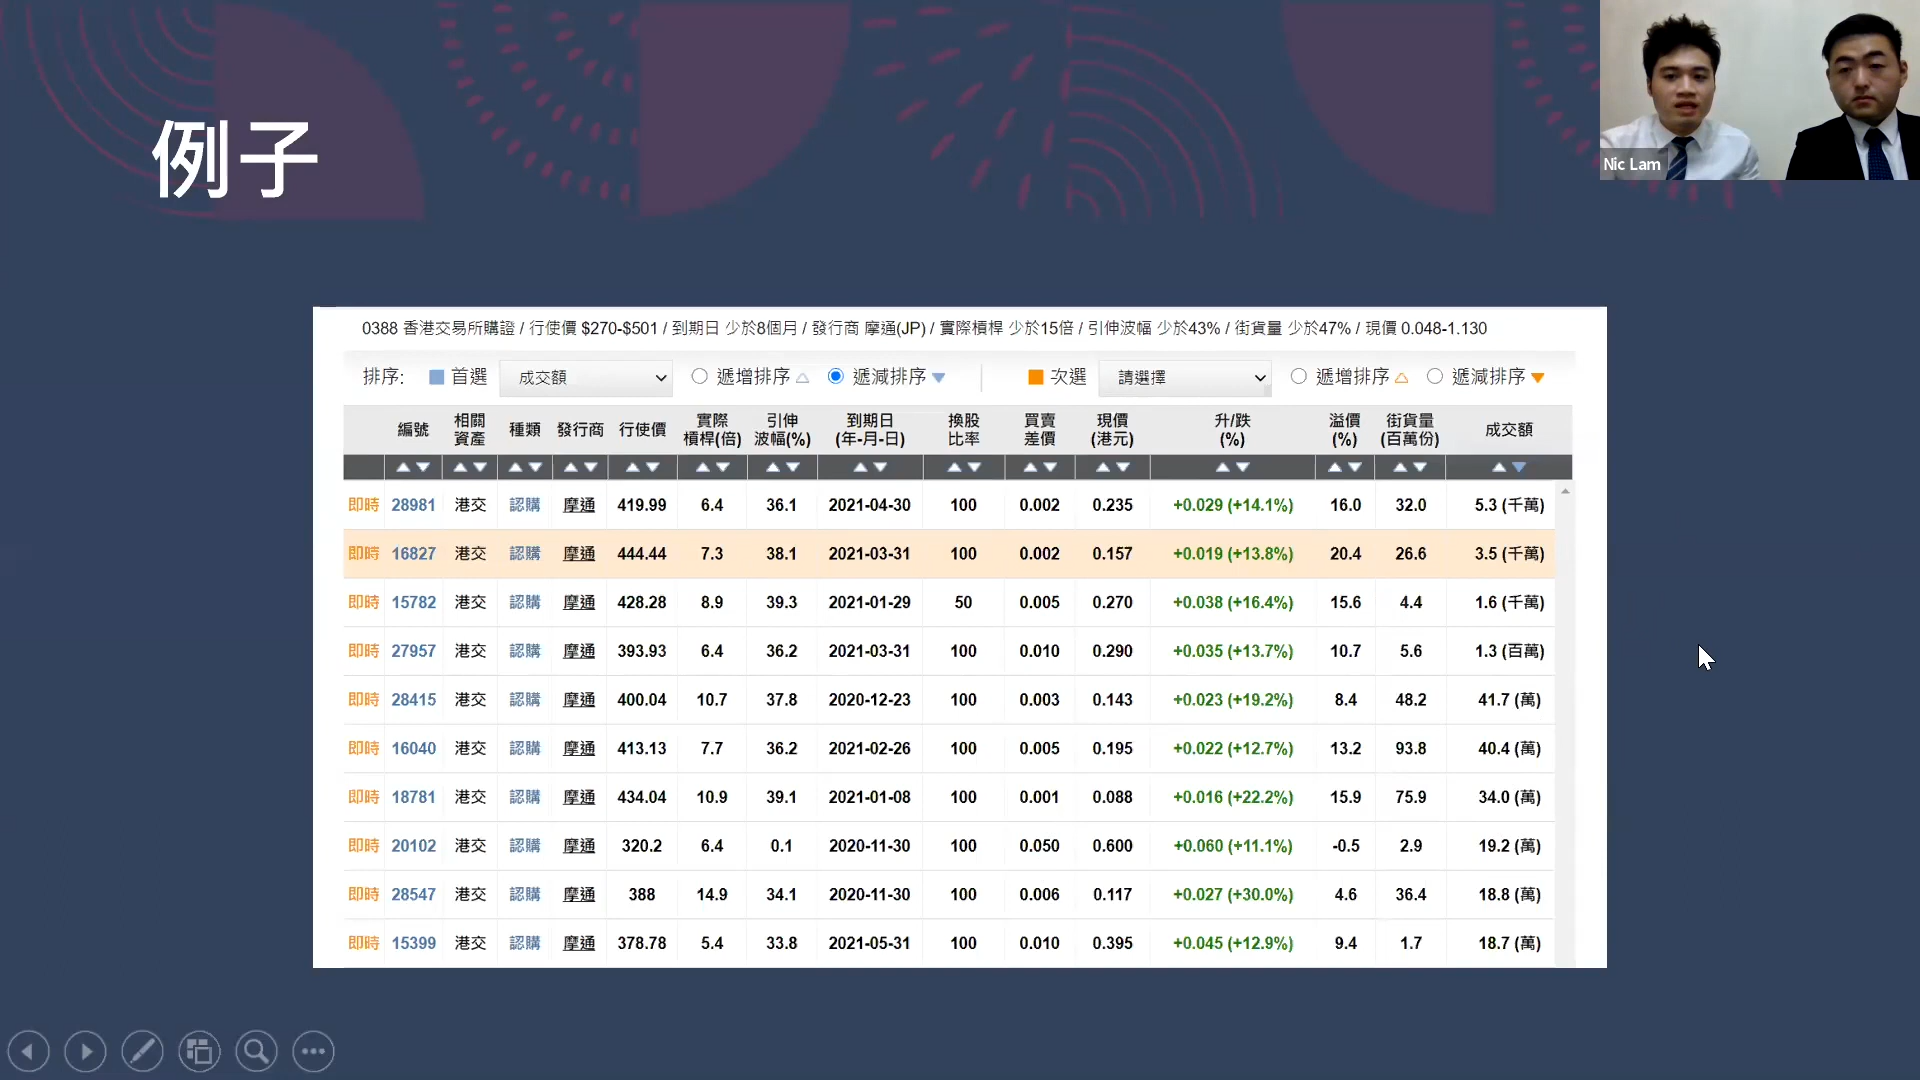 例子
Nic Lam
0388 香港交易所購證 / 行使價 $270-$501 / 到期日 少於8個月 / 發行商 摩通(JP) / 實際槓桿 少於15倍 / 引伸波幅 少於43% / 街貨量 少於47% / 現價 0.048-1.130
排序: 首選 成交額 遞增排序 遞減排序 次選 請選擇 遞增排序 遞減排序
編號 相關資產 種類 發行商 行使價 實際槓桿(倍) 引伸波幅(%) 到期日(年-月-日) 換股比率 買賣差價 現價(港元) 升/跌(%) 溢價(%) 街貨量(百萬份) 成交額
即時 28981 港交 認購 摩通 419.99 6.4 36.1 2021-04-30 100 0.002 0.235 +0.029 (+14.1%) 16.0 32.0 5.3 (千萬)
即時 16827 港交 認購 摩通 444.44 7.3 38.1 2021-03-31 100 0.002 0.157 +0.019 (+13.8%) 20.4 26.6 3.5 (千萬)
即時 15782 港交 認購 摩通 428.28 8.9 39.3 2021-01-29 50 0.005 0.270 +0.038 (+16.4%) 15.6 4.4 1.6 (千萬)
即時 27957 港交 認購 摩通 393.93 6.4 36.2 2021-03-31 100 0.010 0.290 +0.035 (+13.7%) 10.7 5.6 1.3 (百萬)
即時 28415 港交 認購 摩通 400.04 10.7 37.8 2020-12-23 100 0.003 0.143 +0.023 (+19.2%) 8.4 48.2 41.7 (萬)
即時 16040 港交 認購 摩通 413.13 7.7 36.2 2021-02-26 100 0.005 0.195 +0.022 (+12.7%) 13.2 93.8 40.4 (萬)
即時 18781 港交 認購 摩通 434.04 10.9 39.1 2021-01-08 100 0.001 0.088 +0.016 (+22.2%) 15.9 75.9 34.0 (萬)
即時 20102 港交 認購 摩通 320.2 6.4 0.1 2020-11-30 100 0.050 0.600 +0.060 (+11.1%) -0.5 2.9 19.2 (萬)
即時 28547 港交 認購 摩通 388 14.9 34.1 2020-11-30 100 0.006 0.117 +0.027 (+30.0%) 4.6 36.4 18.8 (萬)
即時 15399 港交 認購 摩通 378.78 5.4 33.8 2021-05-31 100 0.010 0.395 +0.045 (+12.9%) 9.4 1.7 18.7 (萬)